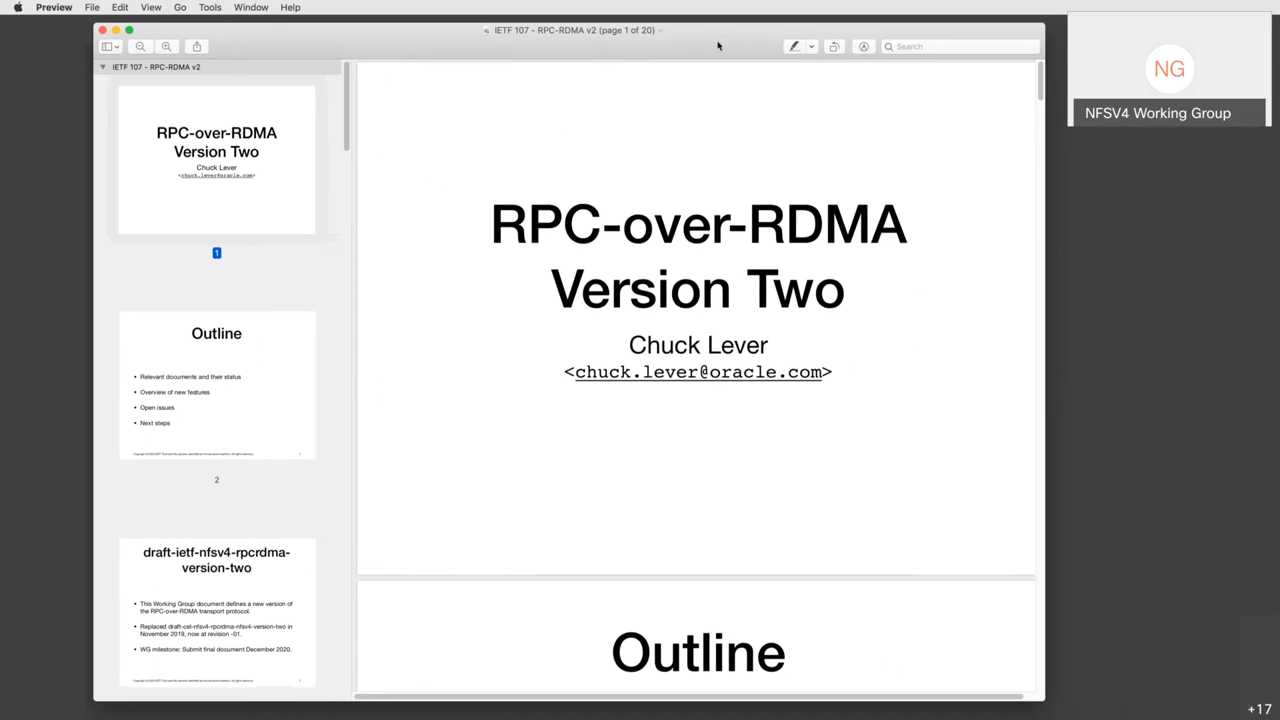 Preview File Edit View Go Tools Window Help
IETF 107 - RPC-RDMA v2 (page 1 of 20)
Search
IETF 107 - RPC-RDMA v2
RPC-over-RDMA
Version Two
Chuck Lever
<chuck.lever@oracle.com>
1
Outline
• Relevant documents and their status
• Overview of new features
• Open issues
• Next steps
2
draft-ietf-nfsv4-rpcrdma-
version-two
• This Working Group document defines a new version of
the RPC-over-RDMA transport protocol.
• Replaced draft-cel-nfsv4-rpcrdma-nfsv4-version-two in
November 2019, now at revision -01.
• WG milestone: Submit final document December 2020.
RPC-over-RDMA
Version Two
Chuck Lever
<chuck.lever@oracle.com>
Outline
NG
NFSV4 Working Group
+17